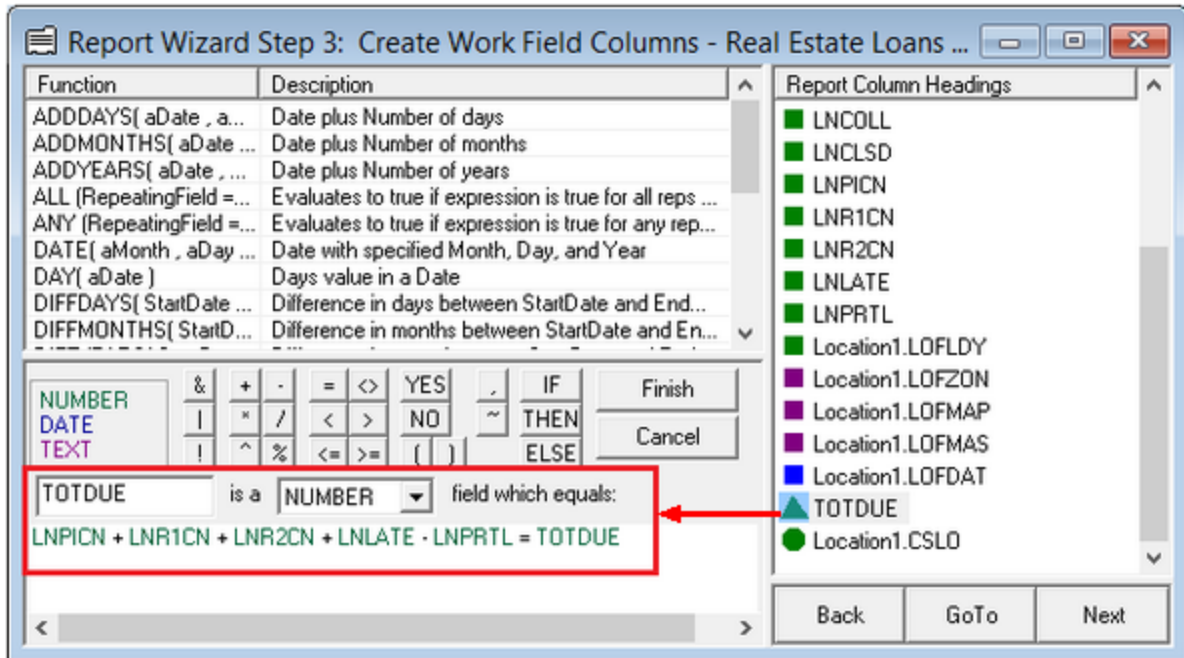 Report Wizard Step 3: Create Work Field Columns - Real Estate Loans ...
Function Description
ADDDAYS( aDate , a... Date plus Number of days
ADDMONTHS( aDate ... Date plus Number of months
ADDYEARS( aDate , ... Date plus Number of years
ALL (RepeatingField =... Evaluates to true if expression is true for all reps ...
ANY (RepeatingField =... Evaluates to true if expression is true for any rep...
DATE( aMonth , aDay ... Date with specified Month, Day, and Year
DAY( aDate ) Days value in a Date
DIFFDAYS( StartDate ... Difference in days between StartDate and End...
DIFFMONTHS( StartD... Difference in months between StartDate and En...
NUMBER
DATE
TEXT
& + - = <> YES , IF
| * / < > NO ~ THEN
! ^ % <= >= ( ) ELSE
Finish
Cancel
TOTDUE is a NUMBER field which equals:
LNPICN + LNR1CN + LNR2CN + LNLATE - LNPRTL = TOTDUE
Report Column Headings
LNCOLL
LNCLSD
LNPICN
LNR1CN
LNR2CN
LNLATE
LNPRTL
Location1.LOFLDY
Location1.LOFZON
Location1.LOFMAP
Location1.LOFMAS
Location1.LOFDAT
TOTDUE
Location1.CSLO
Back GoTo Next